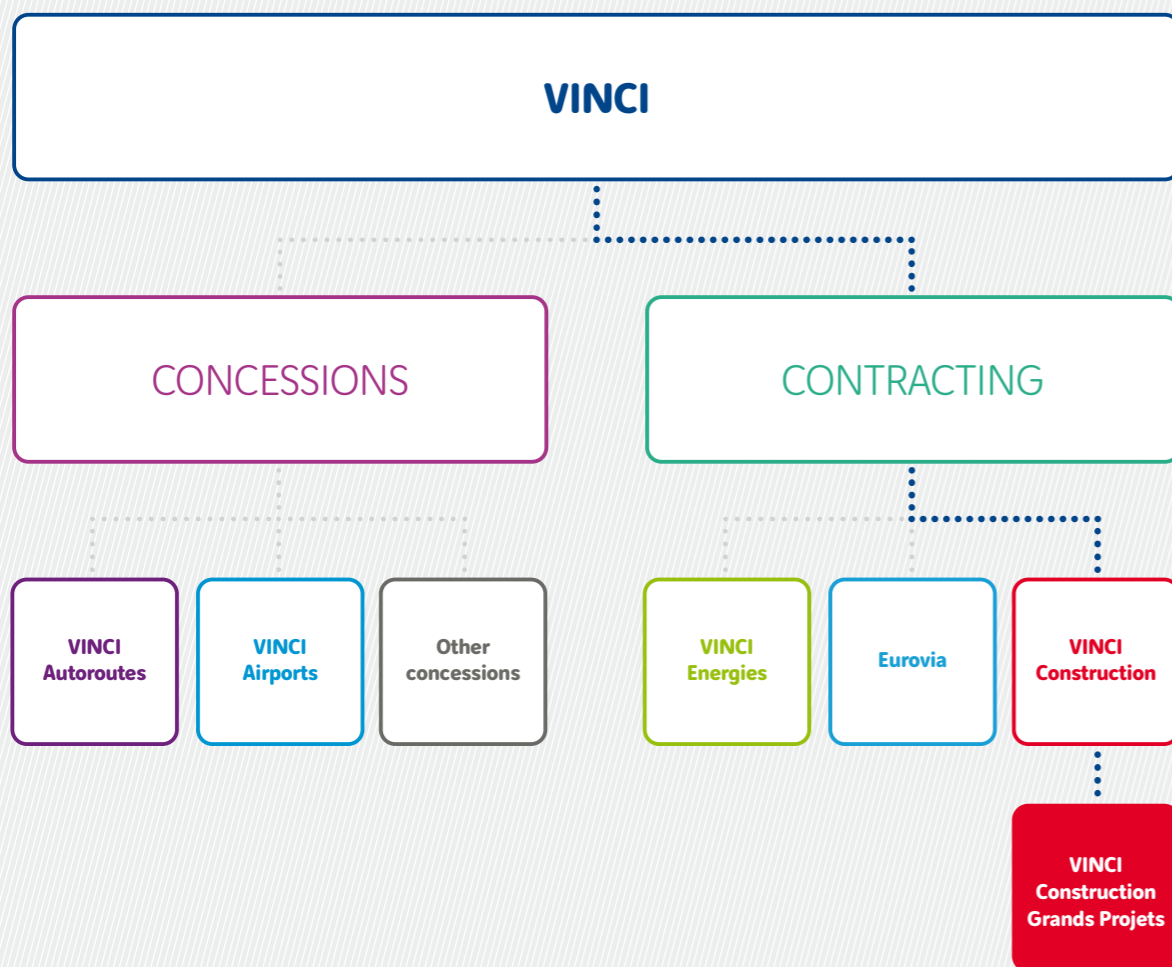 VINCI
CONCESSIONS
CONTRACTING
VINCI
Autoroutes
VINCI
Airports
Other
concessions
VINCI
Energies
Eurovia
VINCI
Construction
VINCI
Construction
Grands Projets